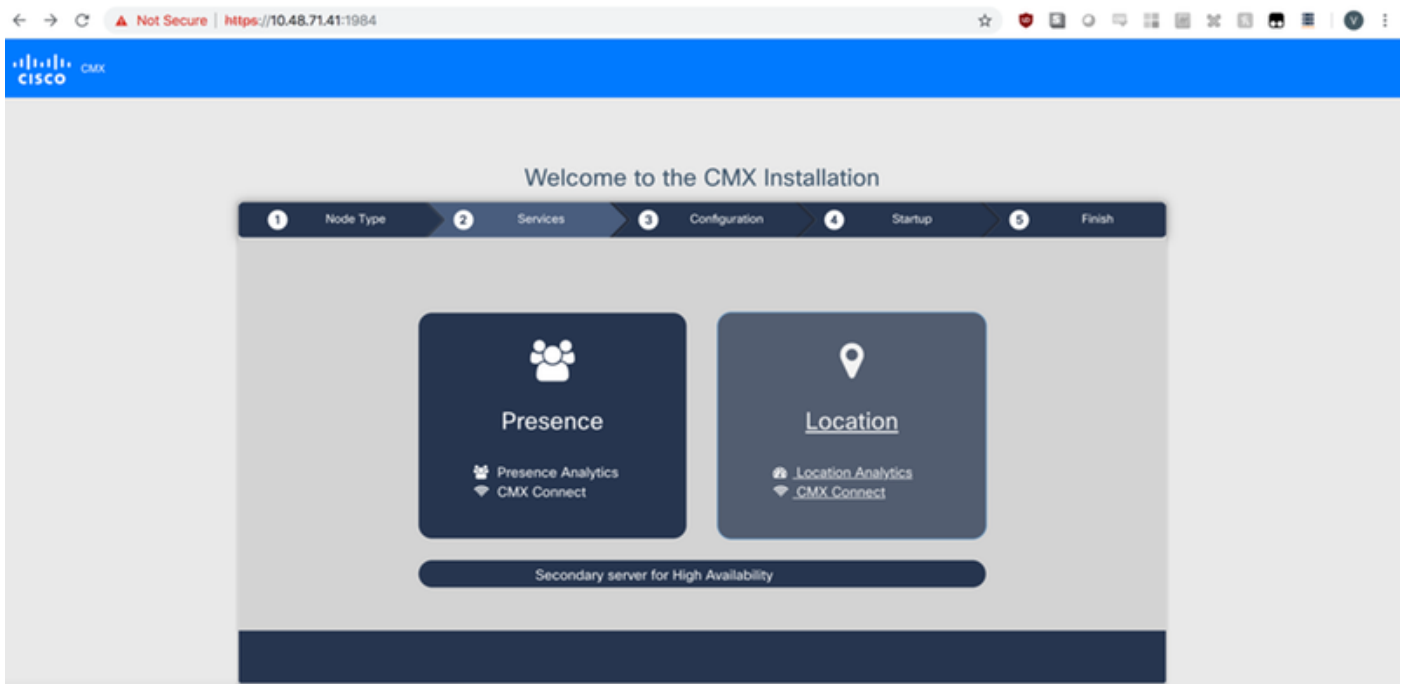 Not Secure https://10.48.71.41:1984
CISCO CMX
Welcome to the CMX Installation
1 Node Type 2 Services 3 Configuration 4 Startup 5 Finish
Presence
Presence Analytics
CMX Connect
Location
Location Analytics
CMX Connect
Secondary server for High Availability
V